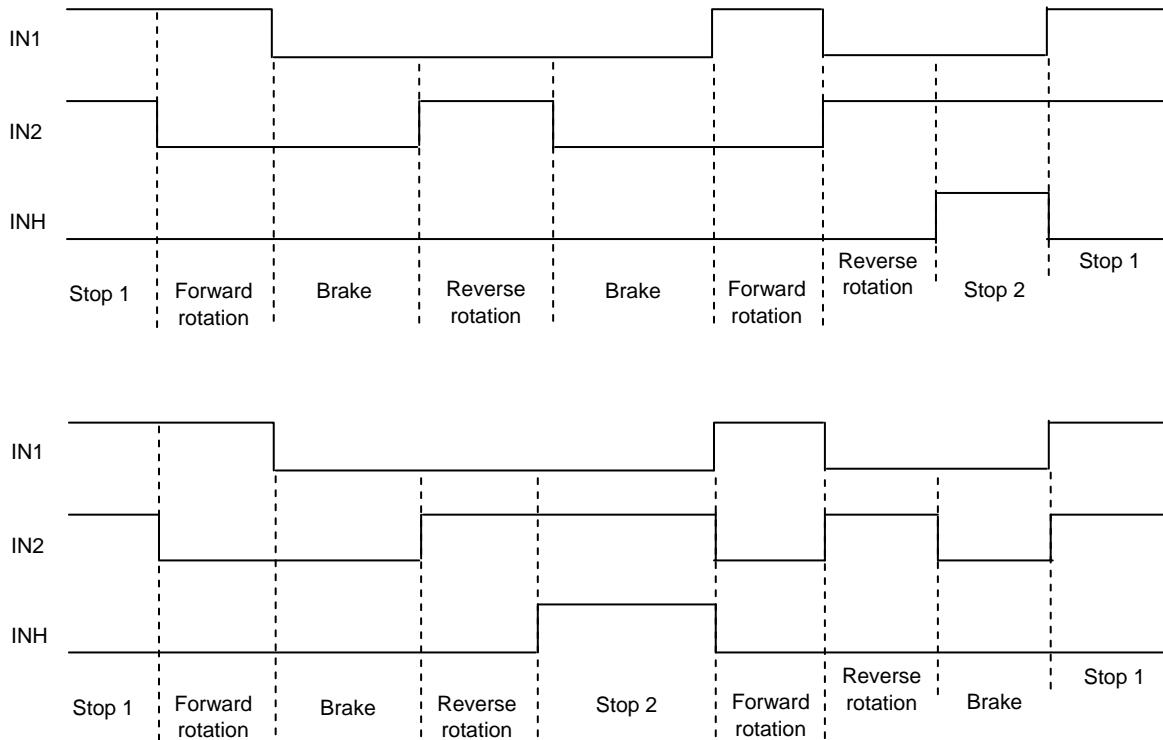 IN1
IN2
INH
Stop 1
Forward
rotation
Brake
Reverse
rotation
Brake
Forward
rotation
Reverse
rotation
Stop 2
Stop 1
IN1
IN2
INH
Stop 1
Forward
rotation
Brake
Reverse
rotation
Stop 2
Forward
rotation
Reverse
rotation
Brake
Stop 1